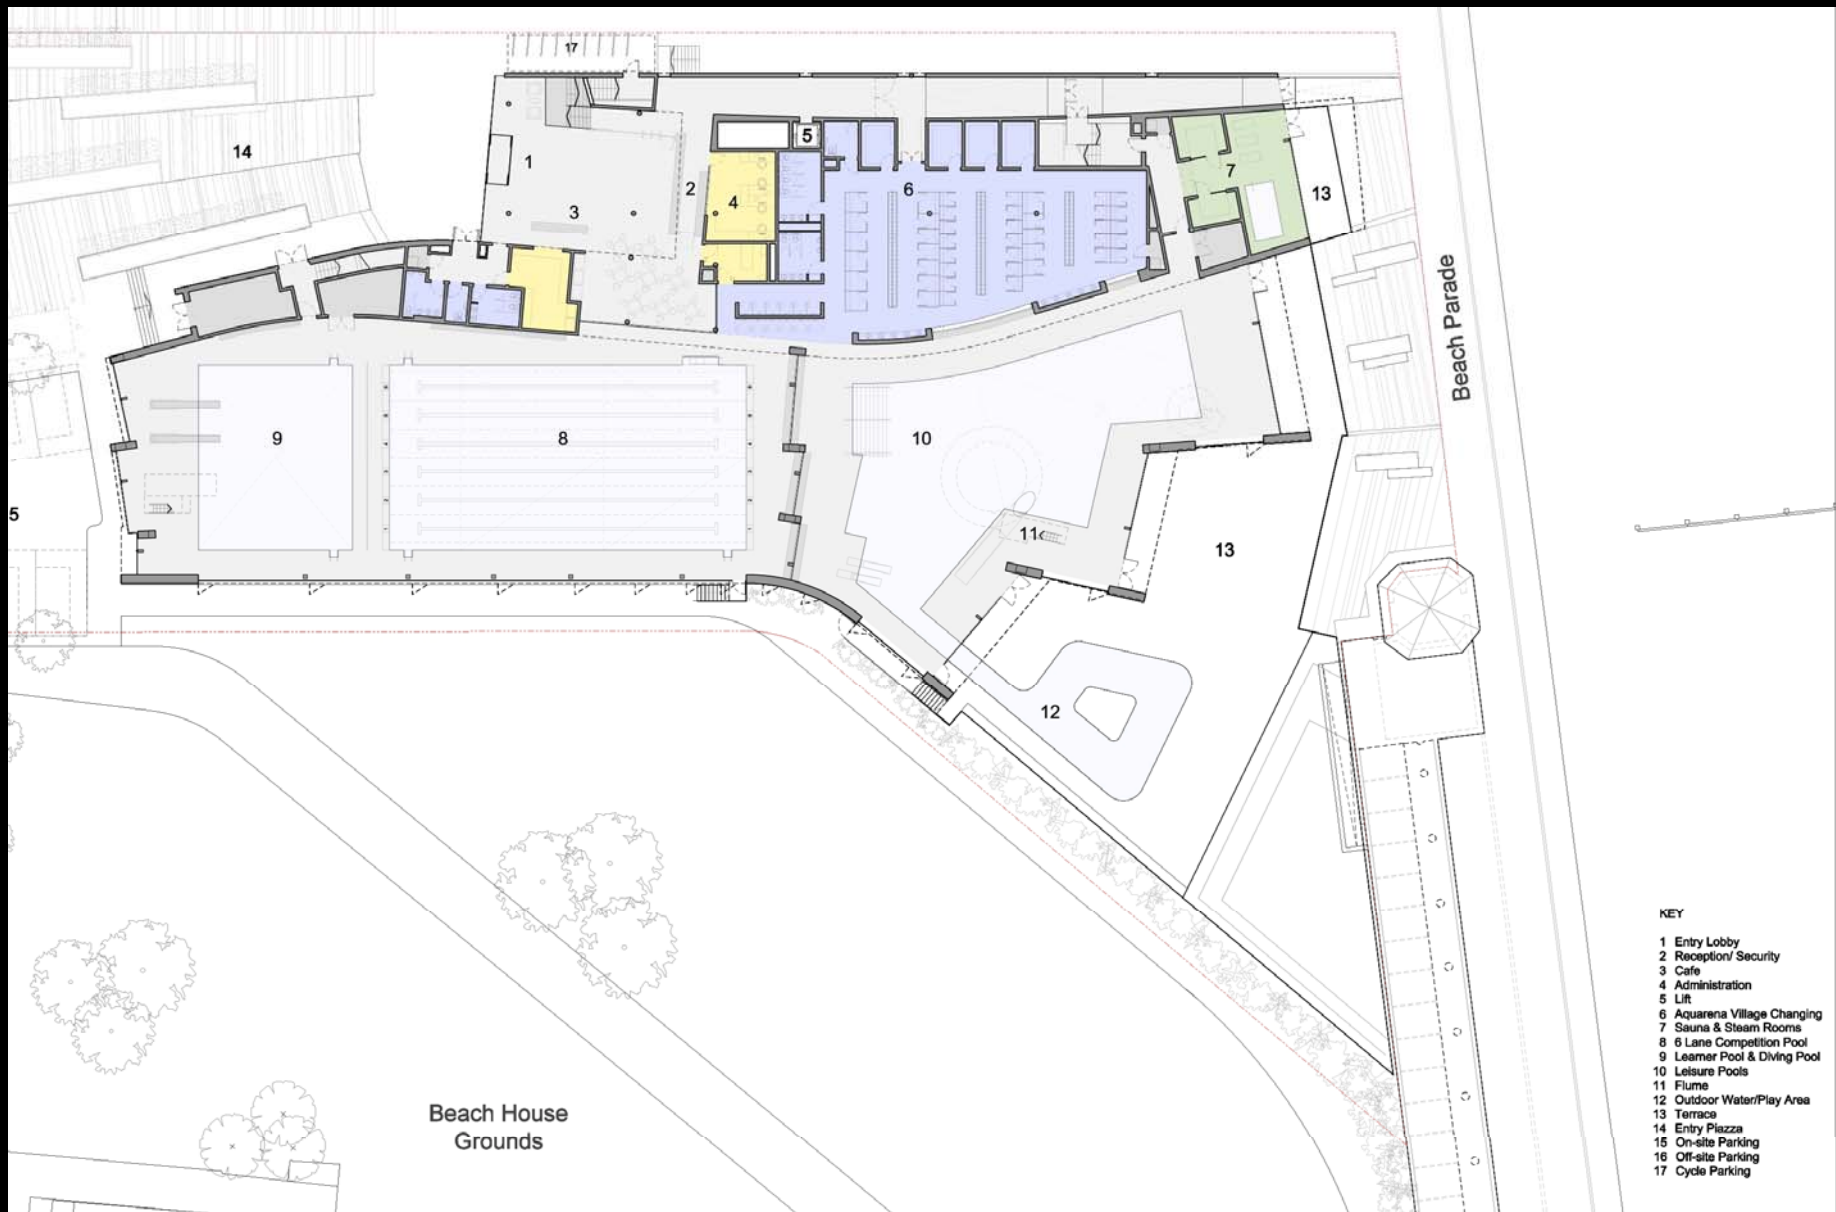 17
14
1
5
2
3
4
6
7
13
Beach Parade
9
8
10
11
13
5
12
Beach House
Grounds
KEY
1 Entry Lobby
2 Reception/ Security
3 Cafe
4 Administration
5 Lift
6 Aquarena Village Changing
7 Sauna & Steam Rooms
8 6 Lane Competition Pool
9 Learner Pool & Diving Pool
10 Leisure Pools
11 Flume
12 Outdoor Water/Play Area
13 Terrace
14 Entry Piazza
15 On-site Parking
16 Off-site Parking
17 Cycle Parking